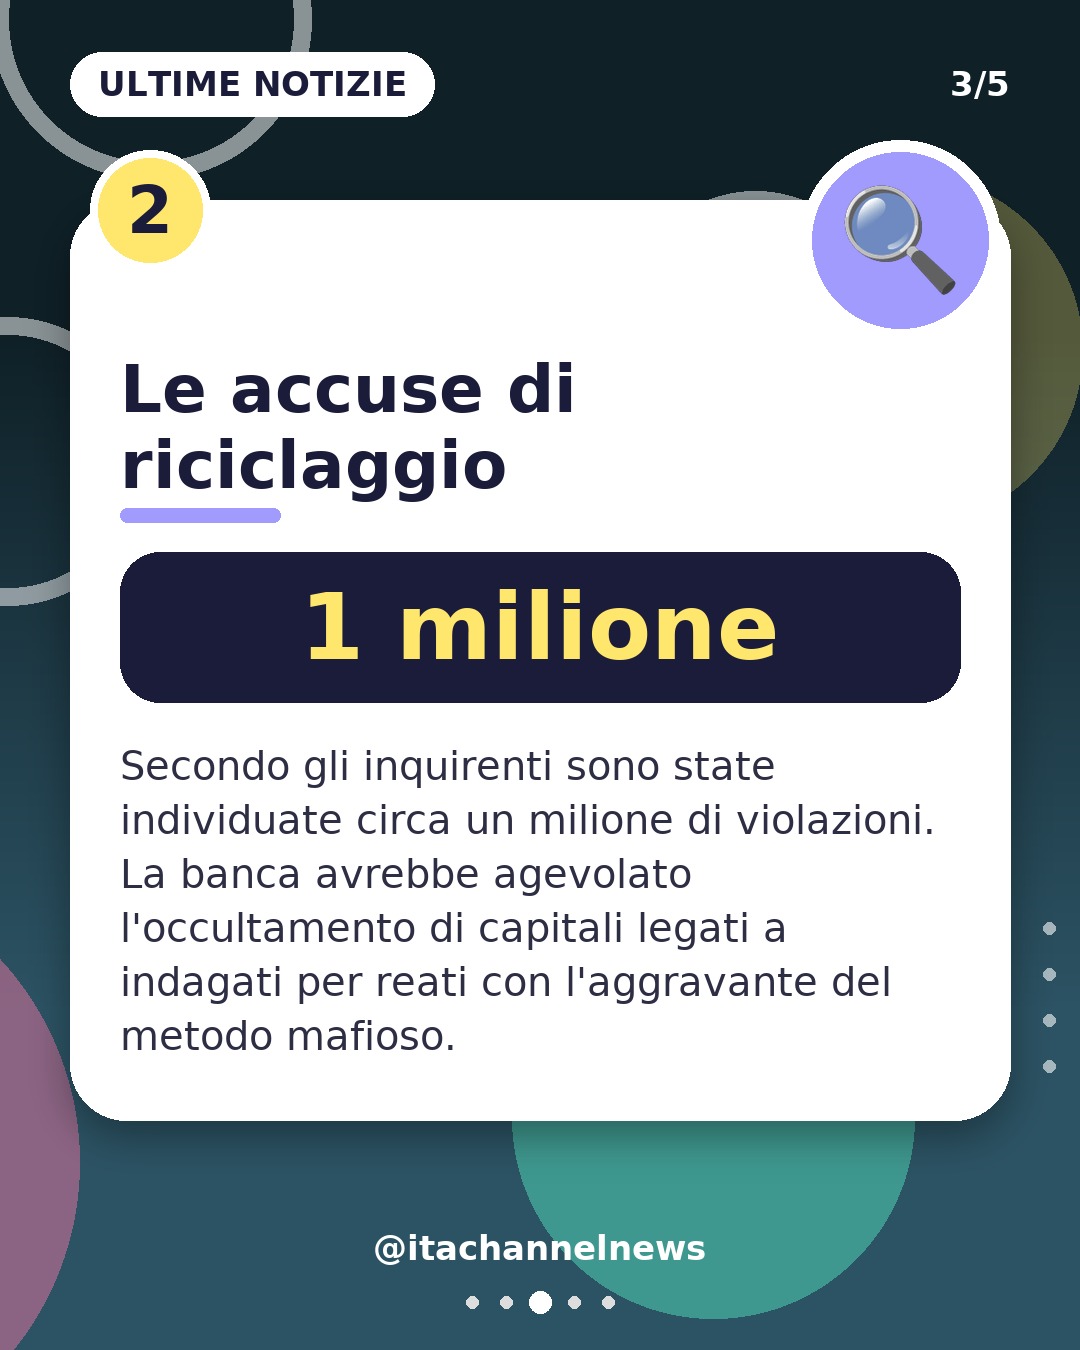 ULTIME NOTIZIE
3/5
2
Le accuse di
riciclaggio
1 milione
Secondo gli inquirenti sono state
individuate circa un milione di violazioni.
La banca avrebbe agevolato
l'occultamento di capitali legati a
indagati per reati con l'aggravante del
metodo mafioso.
@itachannelnews